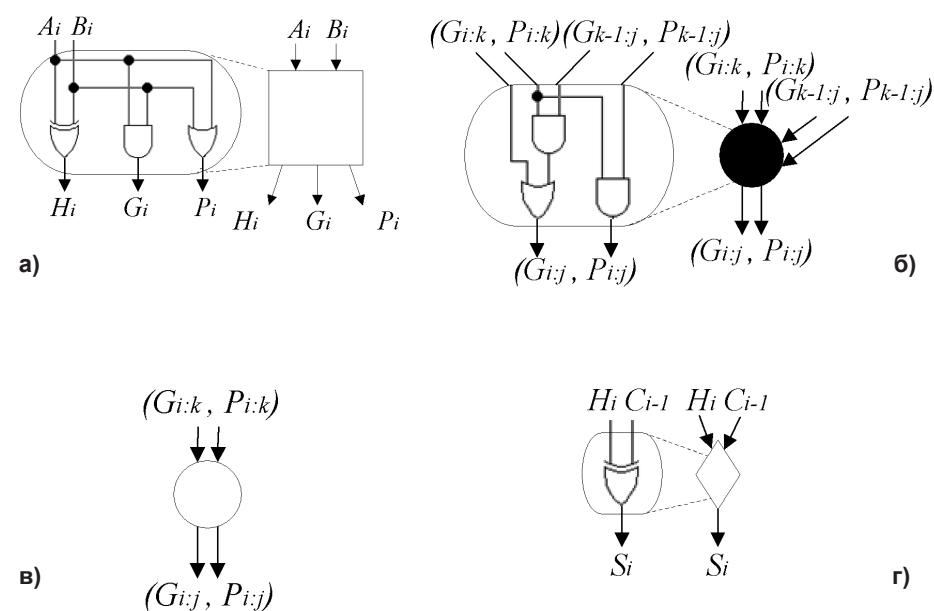 Ai Bi
Ai Bi
Hi Gi Pi
Hi Gi Pi
а)
(Gi:k , Pi:k)(Gk-1:j , Pk-1:j)
(Gi:k , Pi:k)
(Gk-1:j , Pk-1:j)
(Gi:j , Pi:j)
(Gi:j , Pi:j)
б)
(Gi:k , Pi:k)
(Gi:j , Pi:j)
в)
Hi Ci-1
Hi Ci-1
Si
Si
г)